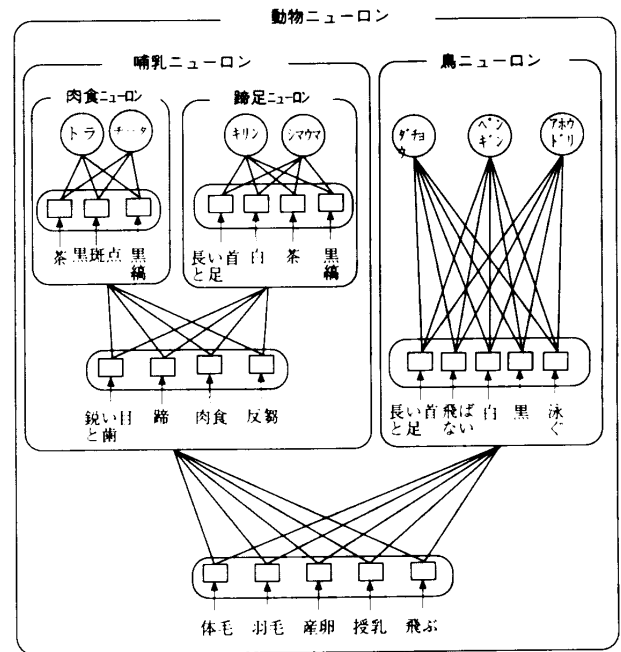 動物ニューロン
哺乳ニューロン
鳥ニューロン
肉食ニューロン
蹄足ニューロン
トラ
チータ
キリン
シマウマ
ダチョ
ウ
ペン
ギン
アホウ
ドリ
茶
黒斑点
黒
縞
長い首
と足
白
茶
黒
縞
鋭い目
と歯
蹄
肉食
反芻
長い首
と足
飛ば
ない
白
黒
泳
ぐ
体毛
羽毛
産卵
授乳
飛ぶ